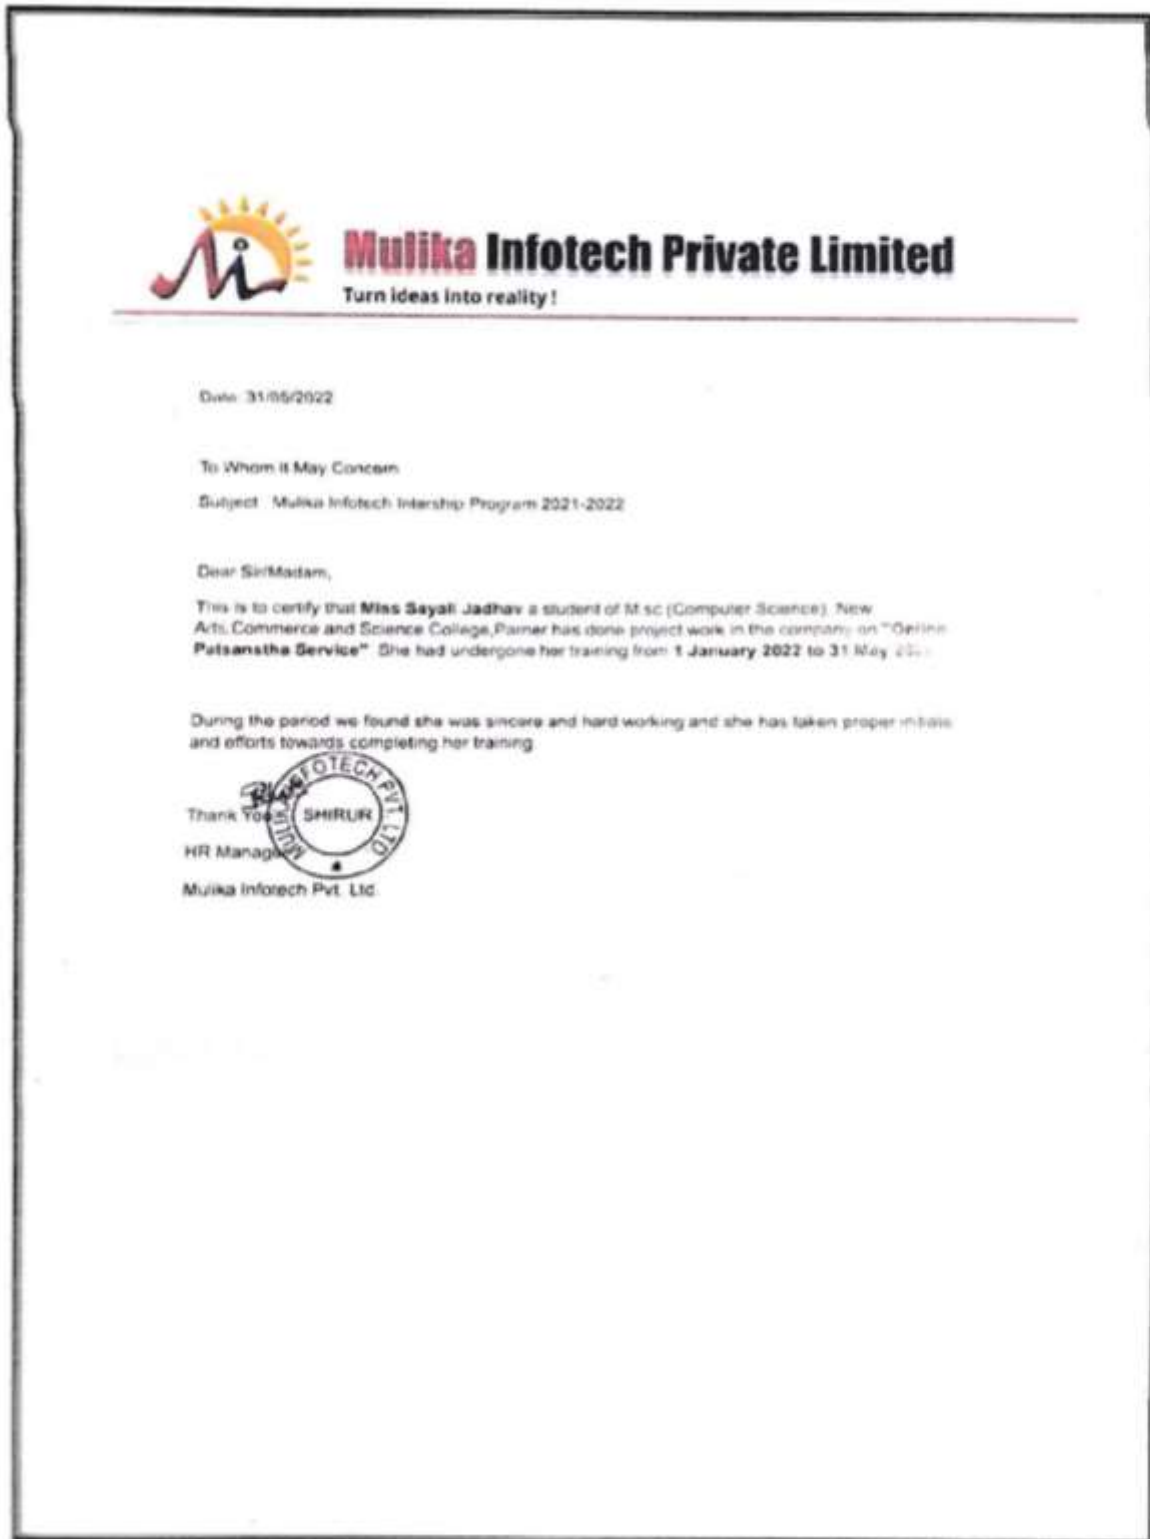 Mi
Mulika Infotech Private Limited
Turn ideas into reality !
Date: 31/05/2022
To Whom It May Concern
Subject : Mulika Infotech Intership Program 2021-2022
Dear Sir/Madam,
This is to certify that Miss Sayali Jadhav a student of M.sc (Computer Science), New
Arts,Commerce and Science College,Parner has done project work in the company on "Online
Patsanstha Service" She had undergone her training from 1 January 2022 to 31 May
During the period we found she was sincere and hard working and she has taken proper
and efforts towards completing her training
Thank You
HR Manag
Mulika Infotech Pvt. Ltd.
MULIKA INFOTECH PVT. LTD
SHIRUR